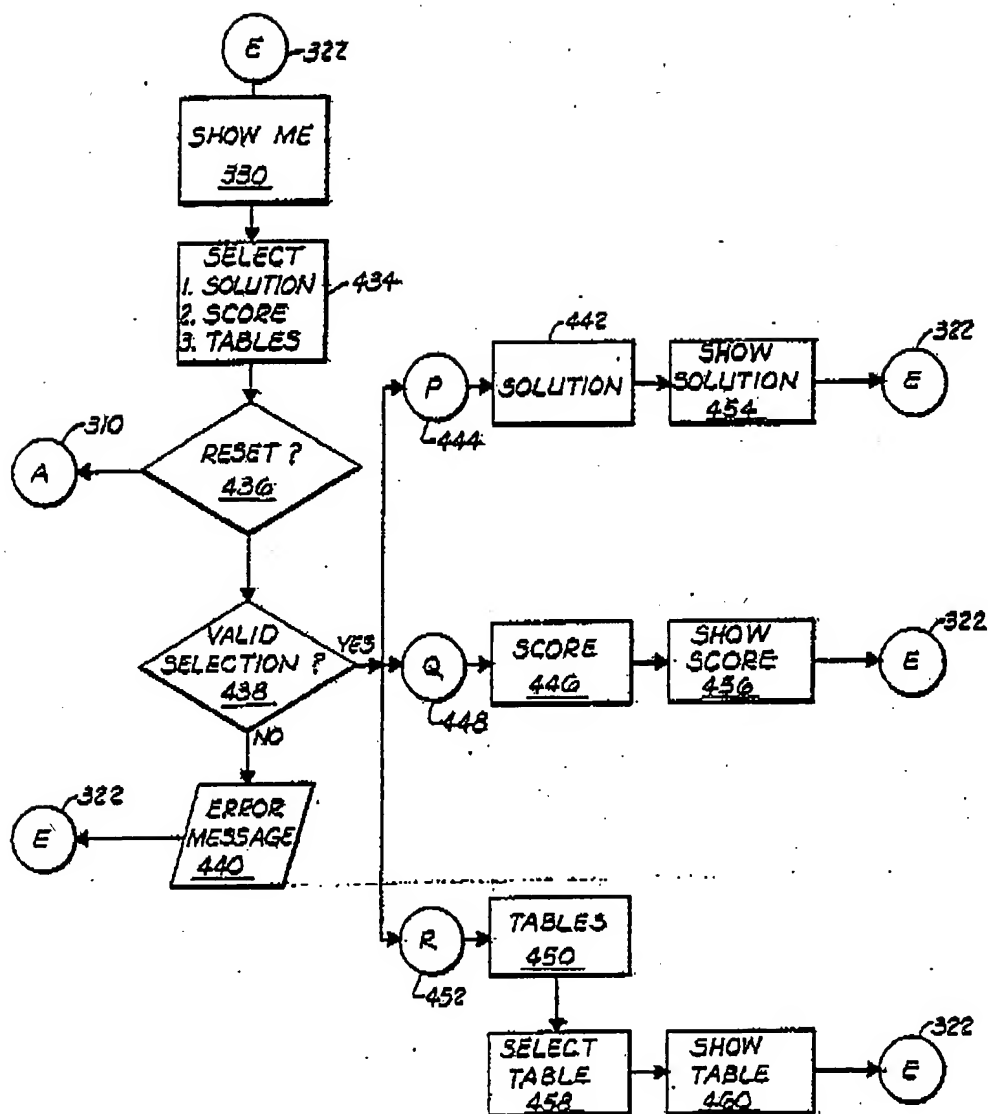 E
322
SHOW ME
330
SELECT
1. SOLUTION
2. SCORE
3. TABLES
434
RESET ?
436
310
A
VALID
SELECTION ?
438
YES
NO
ERROR
MESSAGE
440
322
E
P
444
442
SOLUTION
SHOW
SOLUTION
454
322
E
Q
448
SCORE
446
SHOW
SCORE
456
322
E
R
452
TABLES
450
SELECT
TABLE
458
SHOW
TABLE
460
322
E